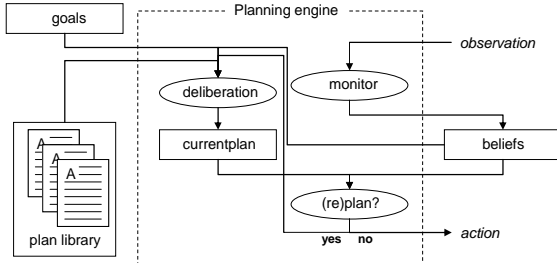 Planning engine
goals
observation
deliberation
monitor
A
A
A
currentplan
beliefs
(re)plan?
plan library
yes no
action